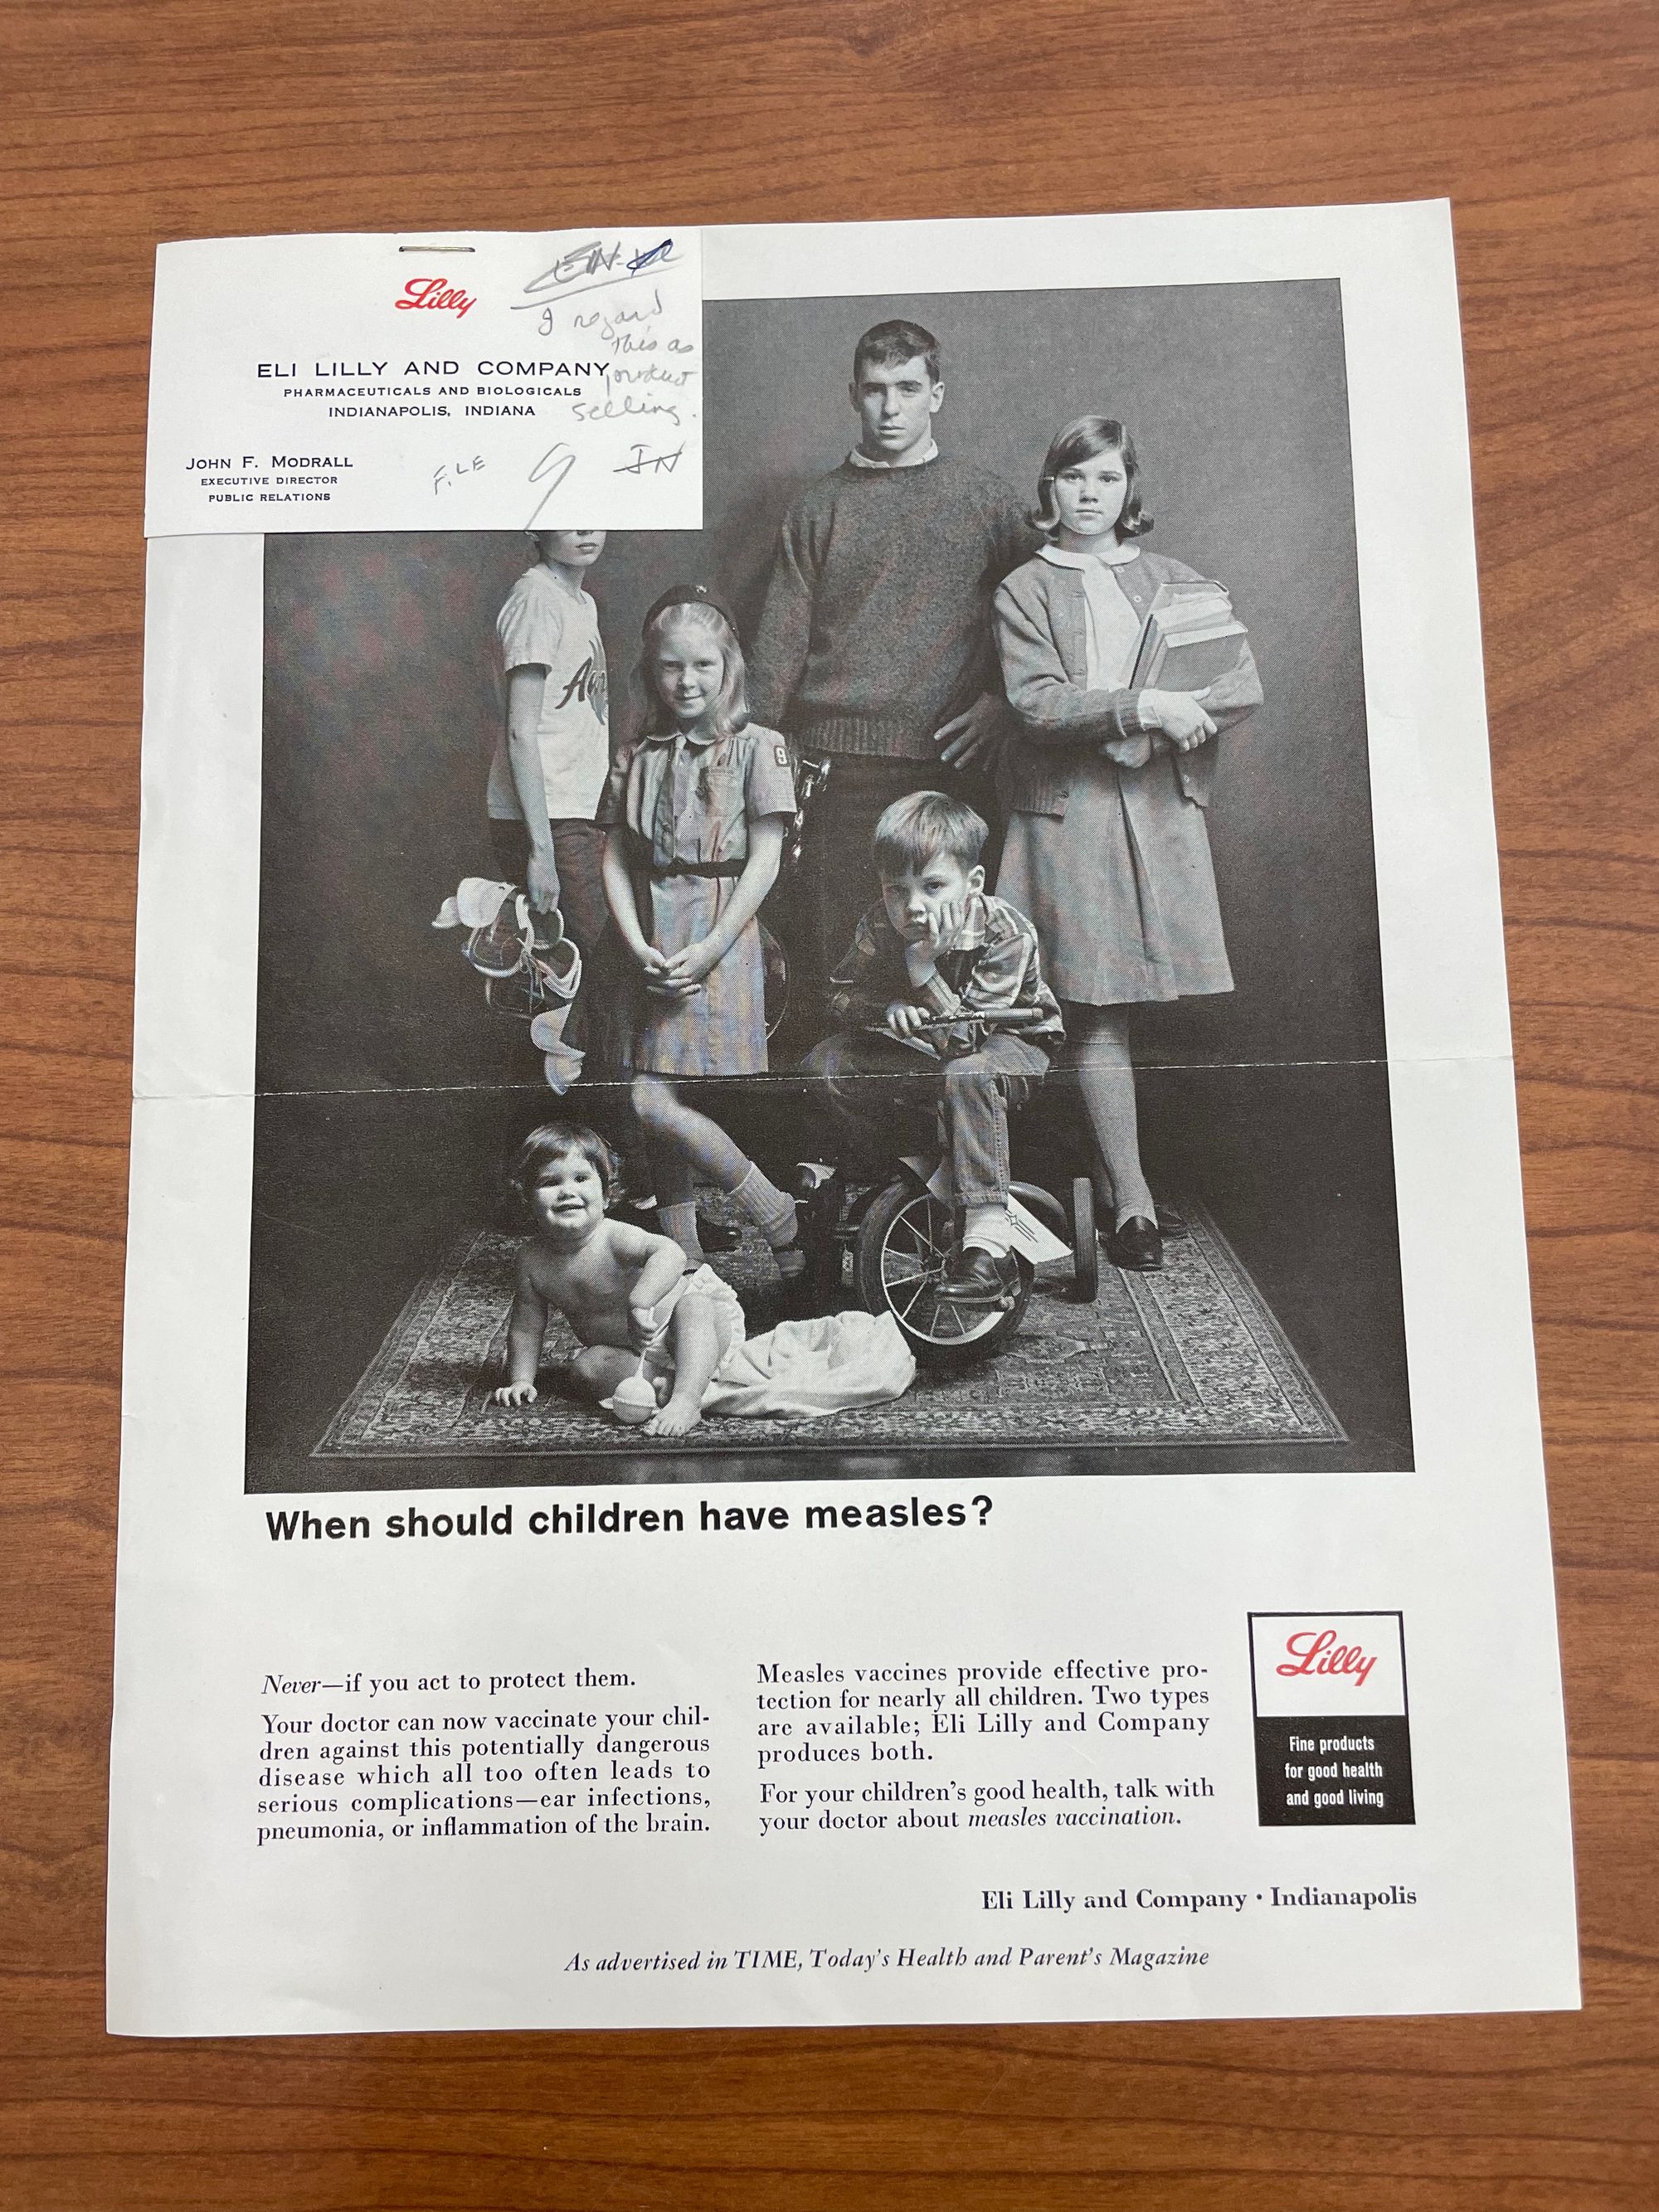 Lilly
ELI LILLY AND COMPANY
PHARMACEUTICALS AND BIOLOGICALS
INDIANAPOLIS, INDIANA
JOHN F. MODRALL
EXECUTIVE DIRECTOR
PUBLIC RELATIONS
I regard
this as
product
selling.
FILE
9
When should children have measles?
Never—if you act to protect them.
Your doctor can now vaccinate your chil-
dren against this potentially dangerous
disease which all too often leads to
serious complications—ear infections,
pneumonia, or inflammation of the brain.
Measles vaccines provide effective pro-
tection for nearly all children. Two types
are available; Eli Lilly and Company
produces both.
For your children's good health, talk with
your doctor about measles vaccination.
Lilly
Fine products
for good health
and good living
Eli Lilly and Company • Indianapolis
As advertised in TIME, Today's Health and Parent's Magazine